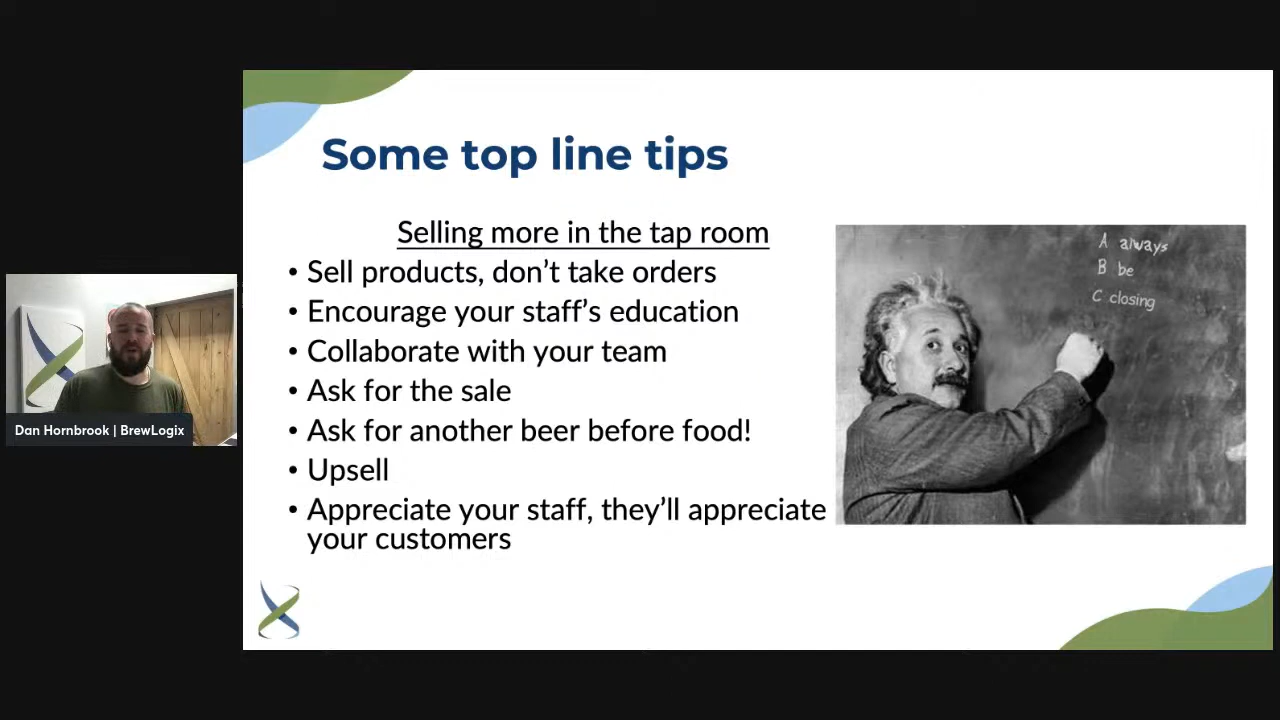 Some top line tips
Selling more in the tap room
• Sell products, don’t take orders
• Encourage your staff’s education
• Collaborate with your team
• Ask for the sale
• Ask for another beer before food!
• Upsell
• Appreciate your staff, they’ll appreciate
your customers
A always
B be
C closing
Dan Hornbrook | BrewLogix